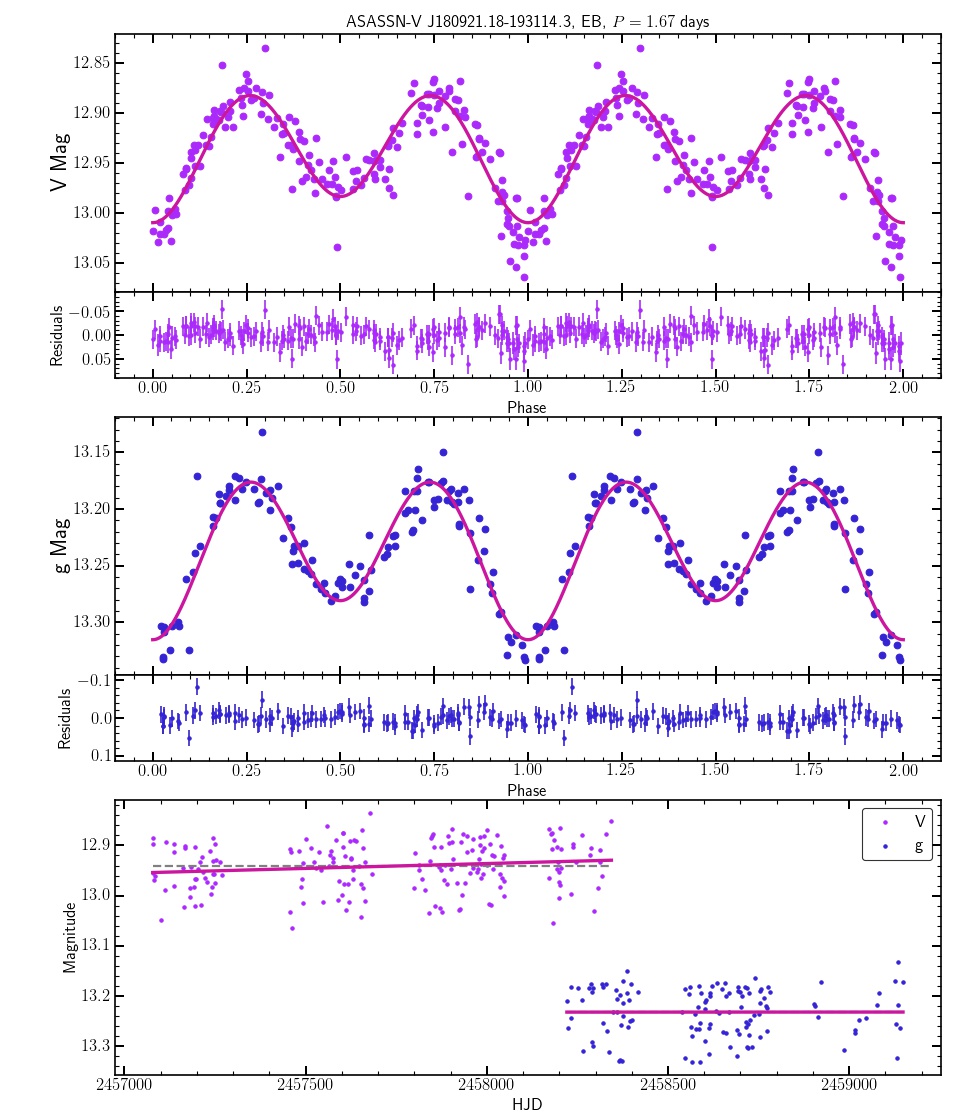 ASASSN-V J180921.18-193114.3, EB, P = 1.67 days
12.85
12.90
12.95
13.00
13.05
V Mag
−0.05
0.00
0.05
Residuals
0.00 0.25 0.50 0.75 1.00 1.25 1.50 1.75 2.00
Phase
13.15
13.20
13.25
13.30
g Mag
−0.1
0.0
0.1
Residuals
0.00 0.25 0.50 0.75 1.00 1.25 1.50 1.75 2.00
Phase
V
g
12.9
13.0
13.1
13.2
13.3
Magnitude
2457000 2457500 2458000 2458500 2459000
HJD